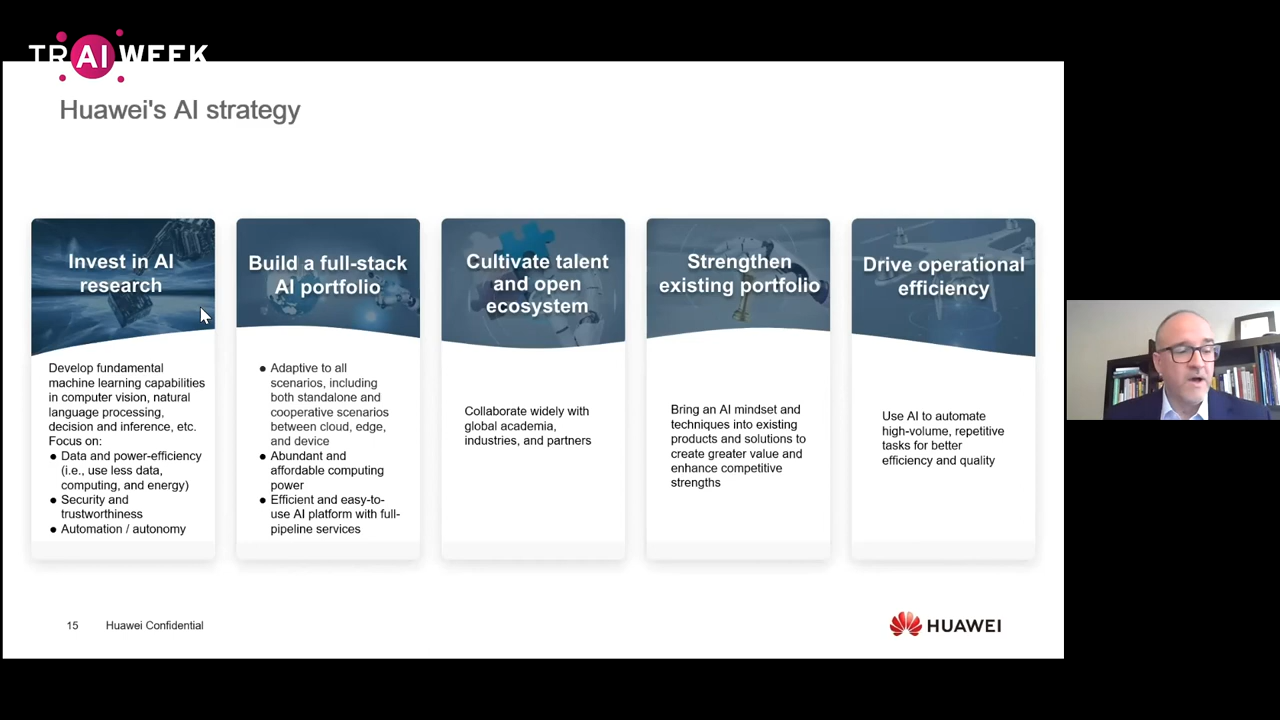 TRAI WEEK
Huawei's AI strategy
Invest in AI
research
Develop fundamental
machine learning capabilities
in computer vision, natural
language processing,
decision and inference, etc.
Focus on:
● Data and power-efficiency
(i.e., use less data,
computing, and energy)
● Security and
trustworthiness
● Automation / autonomy
Build a full-stack
AI portfolio
● Adaptive to all
scenarios, including
both standalone and
cooperative scenarios
between cloud, edge,
and device
● Abundant and
affordable computing
power
● Efficient and easy-to-
use AI platform with full-
pipeline services
Cultivate talent
and open
ecosystem
Collaborate widely with
global academia,
industries, and partners
Strengthen
existing portfolio
Bring an AI mindset and
techniques into existing
products and solutions to
create greater value and
enhance competitive
strengths
Drive operational
efficiency
Use AI to automate
high-volume, repetitive
tasks for better
efficiency and quality
15 Huawei Confidential
HUAWEI